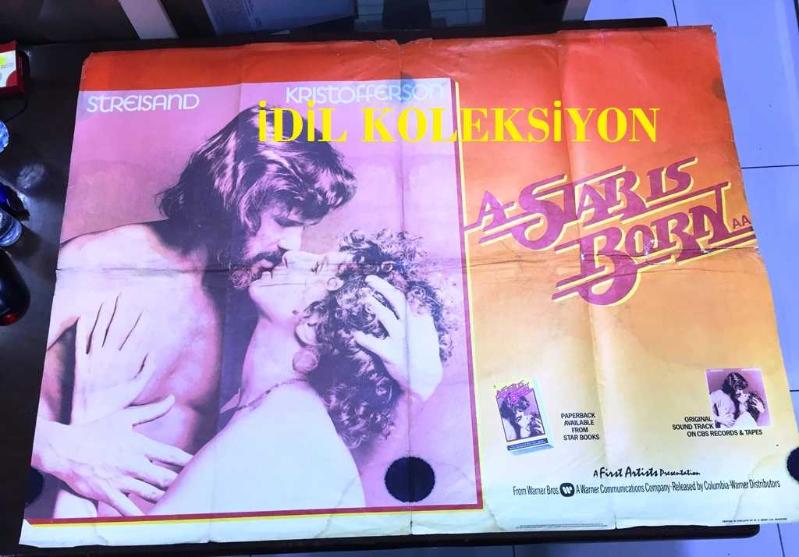 STREISAND
KRISTOFFERSON
İDİL KOLEKSİYON
A STAR IS
BORN AA
PAPERBACK
AVAILABLE
FROM
STAR BOOKS
ORIGINAL
SOUND TRACK
ON CBS RECORDS & TAPES
A First Artists Presentation
From Warner Bros. A Warner Communications Company · Released by Columbia-Warner Distributors